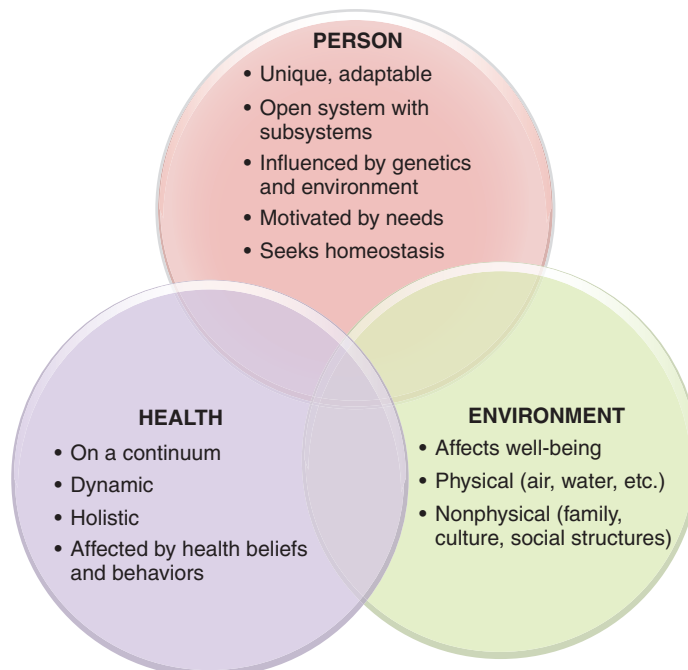 PERSON
• Unique, adaptable
• Open system with
subsystems
• Influenced by genetics
and environment
• Motivated by needs
• Seeks homeostasis
HEALTH
• On a continuum
• Dynamic
• Holistic
• Affected by health beliefs
and behaviors
ENVIRONMENT
• Affects well-being
• Physical (air, water, etc.)
• Nonphysical (family,
culture, social structures)